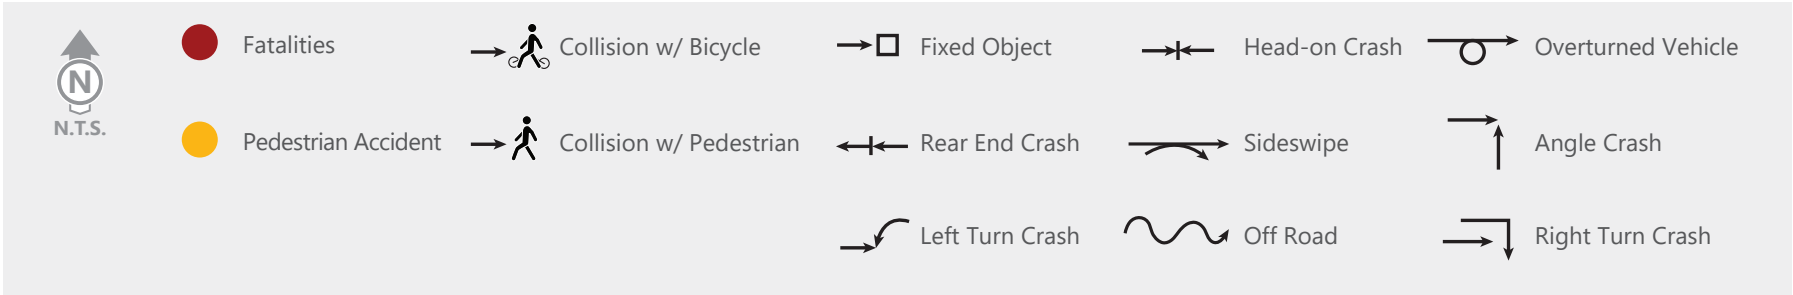 N
N.T.S.
Fatalities
Collision w/ Bicycle
Fixed Object
Head-on Crash
Overturned Vehicle
Pedestrian Accident
Collision w/ Pedestrian
Rear End Crash
Sideswipe
Angle Crash
Left Turn Crash
Off Road
Right Turn Crash